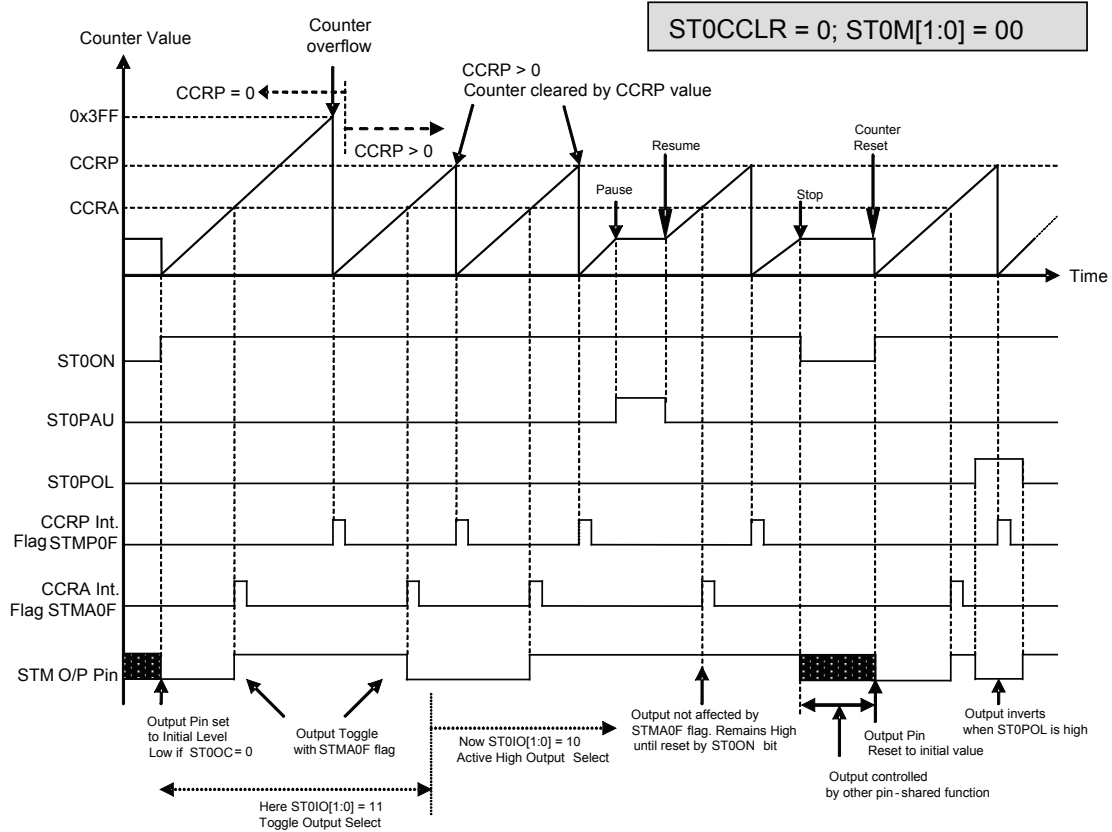 ST0CCLR = 0; ST0M[1:0] = 00
Counter Value
Counter
overflow
CCRP = 0
CCRP > 0
CCRP > 0
Counter cleared by CCRP value
0x3FF
CCRP
CCRA
Pause
Resume
Stop
Counter
Reset
Time
ST0ON
ST0PAU
ST0POL
CCRP Int.
Flag STMP0F
CCRA Int.
Flag STMA0F
STM O/P Pin
Output Pin set
to Initial Level
Low if ST0OC = 0
Output Toggle
with STMA0F flag
Now ST0IO[1:0] = 10
Active High Output Select
Here ST0IO[1:0] = 11
Toggle Output Select
Output not affected by
STMA0F flag. Remains High
until reset by ST0ON bit
Output Pin
Reset to initial value
Output controlled
by other pin-shared function
Output inverts
when ST0POL is high